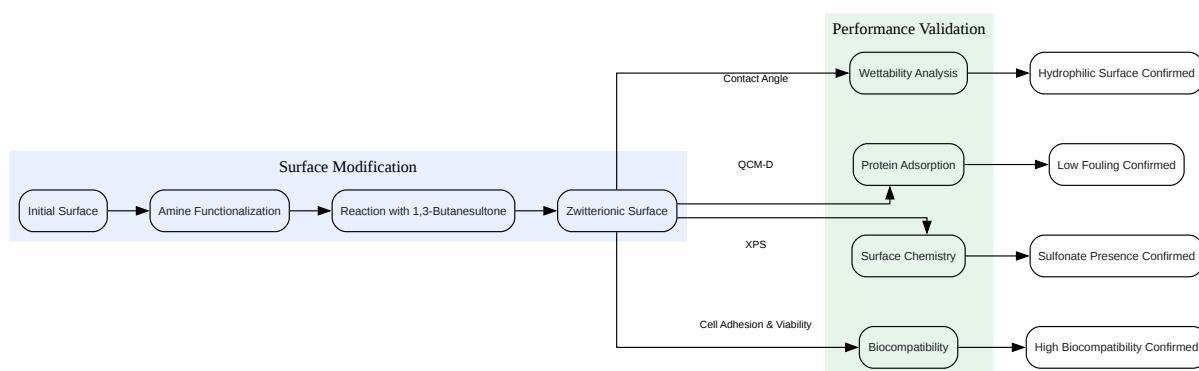 Performance Validation
Contact Angle
Wettability Analysis
Hydrophilic Surface Confirmed
Surface Modification
QCM-D
Protein Adsorption
Low Fouling Confirmed
Initial Surface
Amine Functionalization
Reaction with 1,3-Butanesultone
Zwitterionic Surface
XPS
Surface Chemistry
Sulfonate Presence Confirmed
Cell Adhesion & Viability
Biocompatibility
High Biocompatibility Confirmed